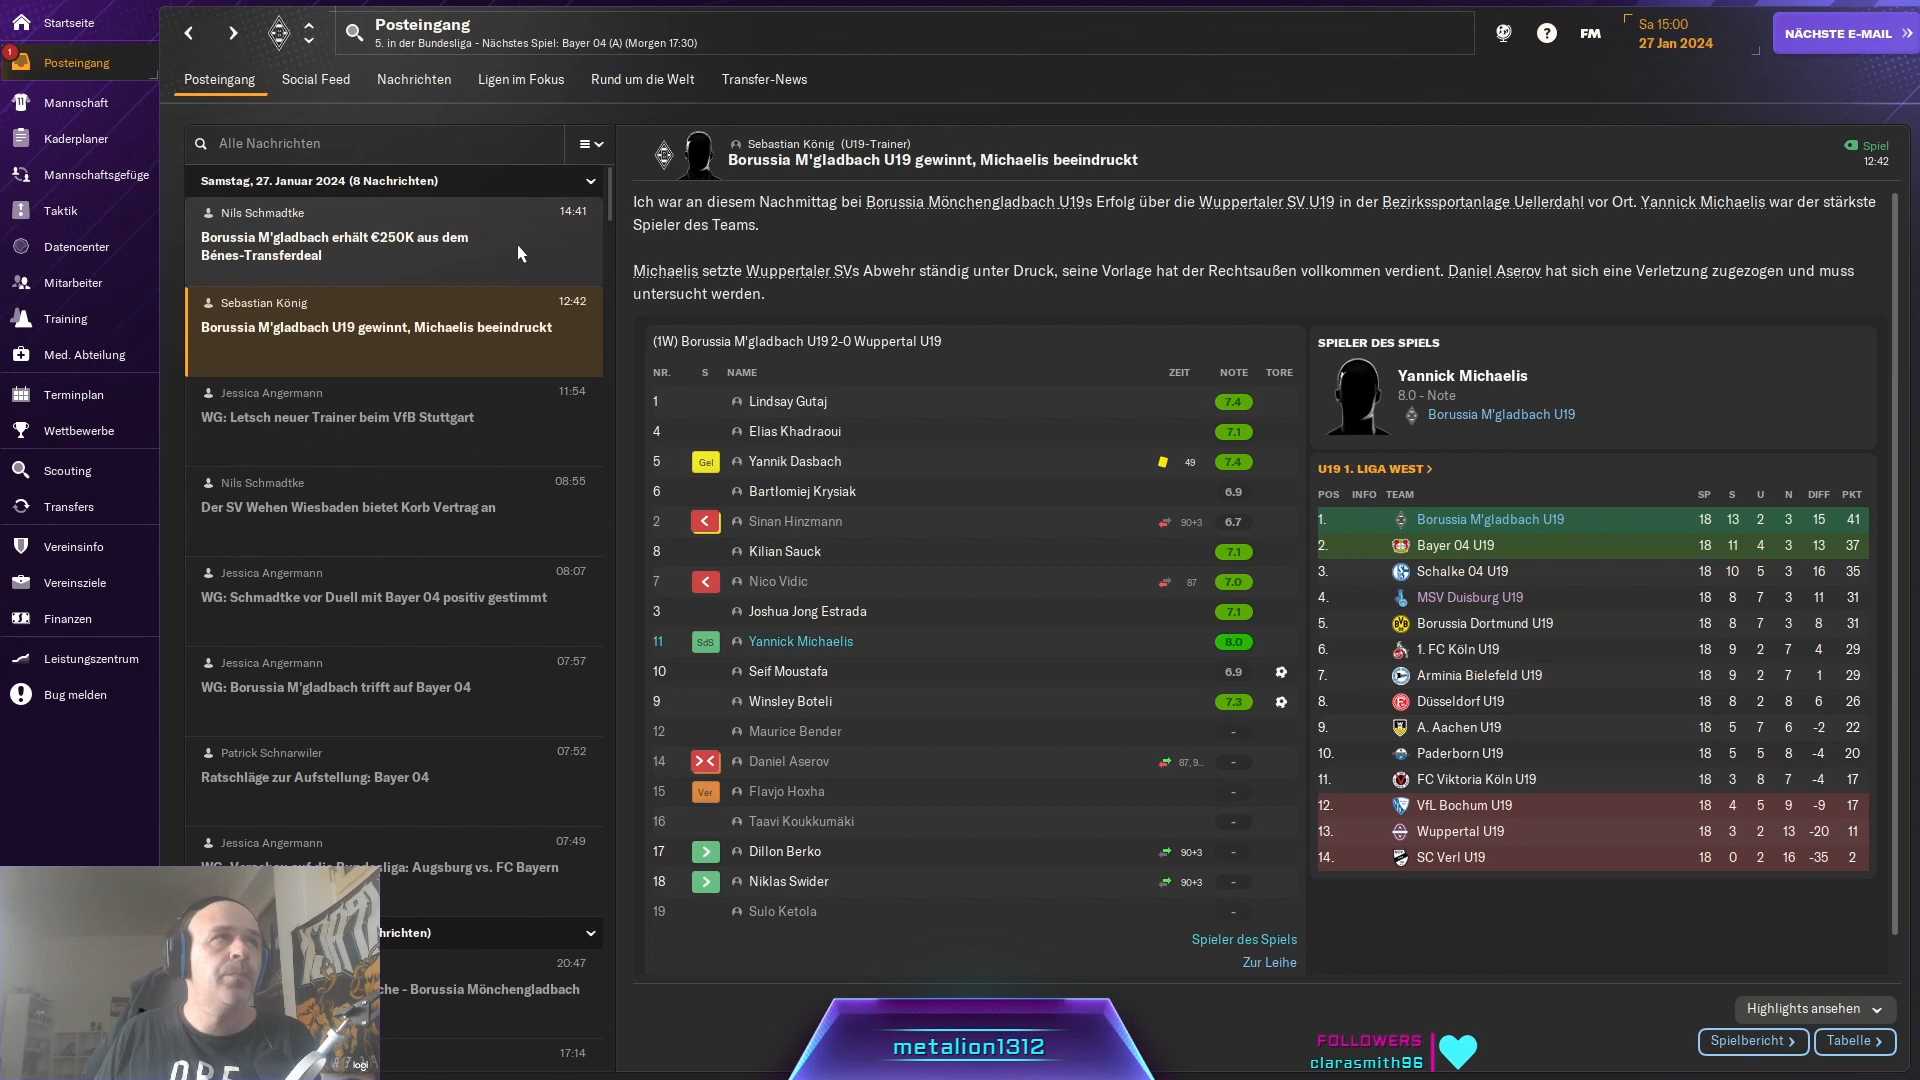 Startseite
1
Posteingang
Mannschaft
Kaderplaner
Mannschaftsgefüge
Taktik
Datencenter
Mitarbeiter
Training
Med. Abteilung
Terminplan
Wettbewerbe
Scouting
Transfers
Vereinsinfo
Vereinsziele
Finanzen
Leistungszentrum
Bug melden
Posteingang
5. in der Bundesliga - Nächstes Spiel: Bayer 04 (A) (Morgen 17:30)
FM
Sa 15:00
27 Jan 2024
NÄCHSTE E-MAIL
Posteingang Social Feed Nachrichten Ligen im Fokus Rund um die Welt Transfer-News
Alle Nachrichten
Samstag, 27. Januar 2024 (8 Nachrichten)
Nils Schmadtke 14:41
Borussia M'gladbach erhält €250K aus dem
Bénes-Transferdeal
Sebastian König 12:42
Borussia M'gladbach U19 gewinnt, Michaelis beeindruckt
Jessica Angermann 11:54
WG: Letsch neuer Trainer beim VfB Stuttgart
Nils Schmadtke 08:55
Der SV Wehen Wiesbaden bietet Korb Vertrag an
Jessica Angermann 08:07
WG: Schmadtke vor Duell mit Bayer 04 positiv gestimmt
Jessica Angermann 07:57
WG: Borussia M'gladbach trifft auf Bayer 04
Patrick Schnarwiler 07:52
Ratschläge zur Aufstellung: Bayer 04
Jessica Angermann 07:49
Augsburg vs. FC Bayern
hrichten)
20:47
che - Borussia Mönchengladbach
17:14
Sebastian König (U19-Trainer)
Borussia M'gladbach U19 gewinnt, Michaelis beeindruckt
Spiel
12:42
Ich war an diesem Nachmittag bei Borussia Mönchengladbach U19s Erfolg über die Wuppertaler SV U19 in der Bezirkssportanlage Uellerdahl vor Ort. Yannick Michaelis war der stärkste
Spieler des Teams.
Michaelis setzte Wuppertaler SVs Abwehr ständig unter Druck, seine Vorlage hat der Rechtsaußen vollkommen verdient. Daniel Aserov hat sich eine Verletzung zugezogen und muss
untersucht werden.
(1W) Borussia M'gladbach U19 2-0 Wuppertal U19
NR. S NAME ZEIT NOTE TORE
1 Lindsay Gutaj 7.4
4 Elias Khadraoui 7.1
5 Gel Yannik Dasbach 49 7.4
6 Bartłomiej Krysiak 6.9
2 Sinan Hinzmann 90+3 6.7
8 Kilian Sauck 7.1
7 Nico Vidic 87 7.0
3 Joshua Jong Estrada 7.1
11 SdS Yannick Michaelis 8.0
10 Seif Moustafa 6.9
9 Winsley Boteli 7.3
12 Maurice Bender -
14 Daniel Aserov 87, 9... -
15 Ver Flavjo Hoxha -
16 Taavi Koukkumäki -
17 Dillon Berko 90+3 -
18 Niklas Swider 90+3 -
19 Sulo Ketola -
Spieler des Spiels
Zur Leihe
SPIELER DES SPIELS
Yannick Michaelis
8.0 - Note
Borussia M'gladbach U19
U19 1. LIGA WEST >
POS INFO TEAM SP S U N DIFF PKT
1. Borussia M'gladbach U19 18 13 2 3 15 41
2. Bayer 04 U19 18 11 4 3 13 37
3. Schalke 04 U19 18 10 5 3 16 35
4. MSV Duisburg U19 18 8 7 3 11 31
5. Borussia Dortmund U19 18 8 7 3 8 31
6. 1. FC Köln U19 18 9 2 7 4 29
7. Arminia Bielefeld U19 18 9 2 7 1 29
8. Düsseldorf U19 18 8 2 8 6 26
9. A. Aachen U19 18 5 7 6 -2 22
10. Paderborn U19 18 5 5 8 -4 20
11. FC Viktoria Köln U19 18 3 8 7 -4 17
12. VfL Bochum U19 18 4 5 9 -9 17
13. Wuppertal U19 18 3 2 13 -20 11
14. SC Verl U19 18 0 2 16 -35 2
Highlights ansehen
Spielbericht > Tabelle >
metalion1312
FOLLOWERS
clarasmith96
logi